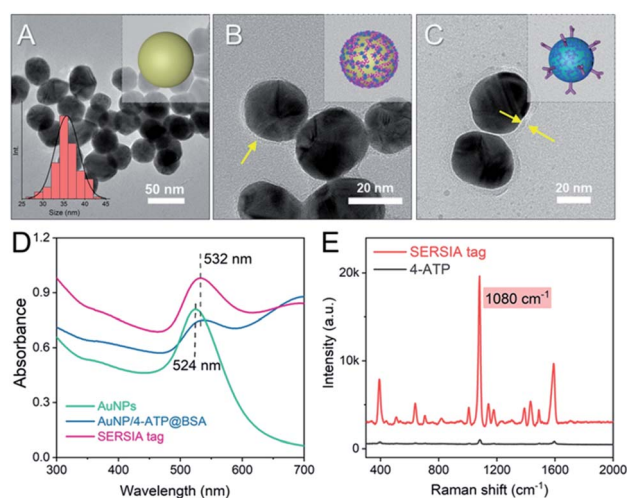 A
B
C
Int.
25 30 35 40 45
Size (nm)
50 nm
20 nm
20 nm
D
E
1.2
0.9
0.6
0.3
0.0
Absorbance
532 nm
524 nm
AuNPs
AuNP/4-ATP@BSA
SERSIA tag
300 400 500 600 700
Wavelength (nm)
SERSIA tag
4-ATP
1080 cm⁻¹
20k
10k
0
Intensity (a.u.)
400 800 1200 1600 2000
Raman shift (cm⁻¹)